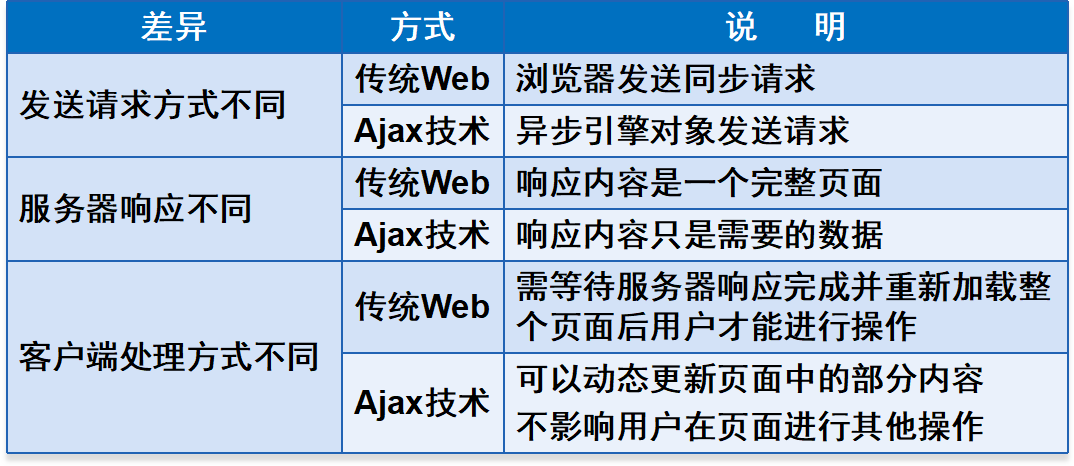 差异 方式 说 明
发送请求方式不同 传统Web 浏览器发送同步请求
Ajax技术 异步引擎对象发送请求
服务器响应不同 传统Web 响应内容是一个完整页面
Ajax技术 响应内容只是需要的数据
客户端处理方式不同 传统Web 需等待服务器响应完成并重新加载整
个页面后用户才能进行操作
Ajax技术 可以动态更新页面中的部分内容
不影响用户在页面进行其他操作